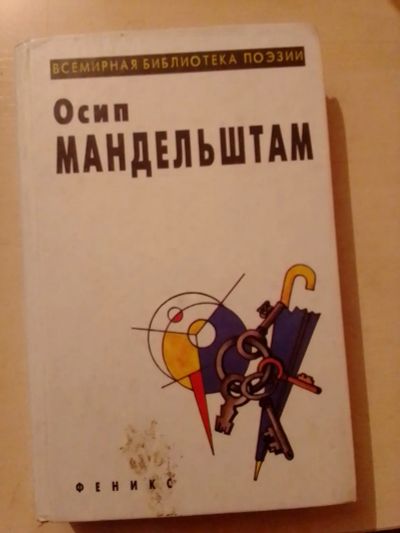 ВСЕМИРНАЯ БИБЛИОТЕКА ПОЭЗИИ
Осип
МАНДЕЛЬШТАМ
ФЕНИКС